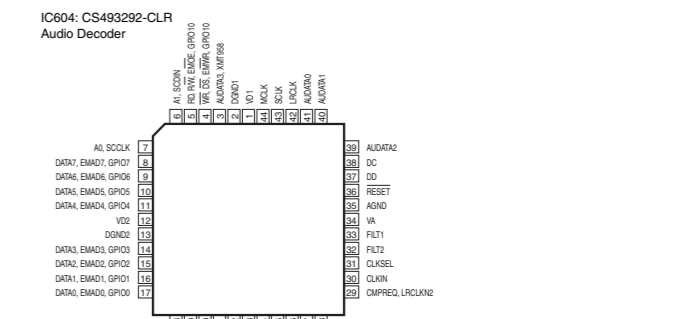 IC604: CS493292-CLR
Audio Decoder
A1, SCDIN
RD, R/W, EMOE, GPIO10
WR, DS, EMWR, GPIO10
AUDATA3, XMT958
DGND1
VD1
MCLK
SCLK
LRCLK
AUDATA0
AUDATA1
6 5 4 3 2 1 44 43 42 41 40
A0, SCCLK 7
DATA7, EMAD7, GPIO7 8
DATA6, EMAD6, GPIO6 9
DATA5, EMAD5, GPIO5 10
DATA4, EMAD4, GPIO4 11
VD2 12
DGND2 13
DATA3, EMAD3, GPIO3 14
DATA2, EMAD2, GPIO2 15
DATA1, EMAD1, GPIO1 16
DATA0, EMAD0, GPIO0 17
39 AUDATA2
38 DC
37 DD
36 RESET
35 AGND
34 VA
33 FILT1
32 FILT2
31 CLKSEL
30 CLKIN
29 CMPREQ, LRCLKN2